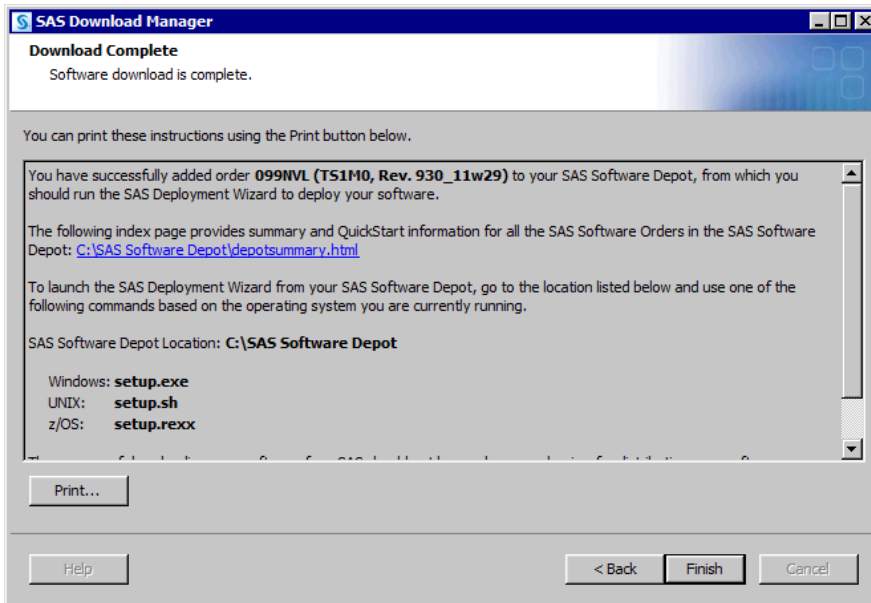 SAS Download Manager
Download Complete
Software download is complete.
You can print these instructions using the Print button below.
You have successfully added order 099NVL (TS1M0, Rev. 930_11w29) to your SAS Software Depot, from which you
should run the SAS Deployment Wizard to deploy your software.
The following index page provides summary and QuickStart information for all the SAS Software Orders in the SAS Software
Depot: C:\SAS Software Depot\depotsummary.html
To launch the SAS Deployment Wizard from your SAS Software Depot, go to the location listed below and use one of the
following commands based on the operating system you are currently running.
SAS Software Depot Location: C:\SAS Software Depot
Windows: setup.exe
UNIX: setup.sh
z/OS: setup.rexx
Print...
Help
< Back
Finish
Cancel